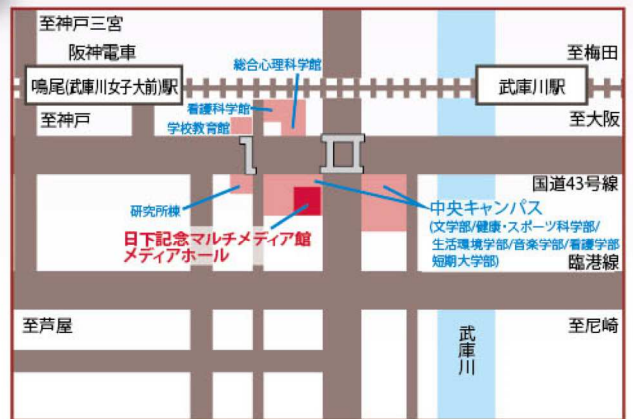 至神戸三宮
阪神電車
至梅田
総合心理科学館
鳴尾(武庫川女子大前)駅
武庫川駅
看護科学館
至神戸
至大阪
学校教育館
国道43号線
研究所棟
中央キャンパス
(文学部/健康・スポーツ科学部/
生活環境学部/音楽学部/看護学部
短期大学部)
日下記念マルチメディア館
メディアホール
臨港線
至芦屋
至尼崎
武庫川